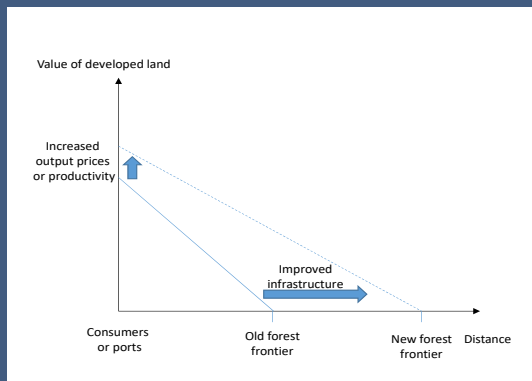 Value of developed land
Increased
output prices
or productivity
Improved
infrastructure
Consumers
or ports
Old forest
frontier
New forest
frontier
Distance